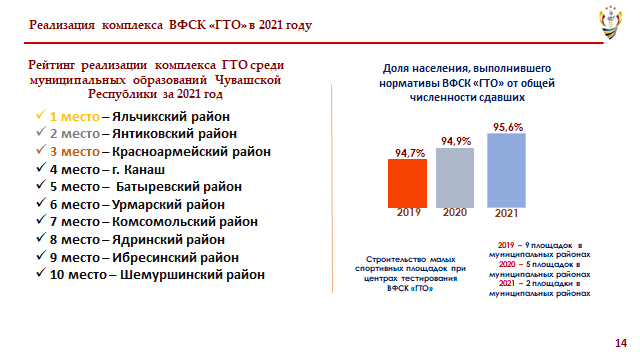 Реализация комплекса ВФСК «ГТО» в 2021 году
Рейтинг реализации комплекса ГТО среди
муниципальных образований Чувашской
Республики за 2021 год
✓ 1 место – Яльчикский район
✓ 2 место – Янтиковский район
✓ 3 место – Красноармейский район
✓ 4 место – г. Канаш
✓ 5 место – Батыревский район
✓ 6 место – Урмарский район
✓ 7 место – Комсомольский район
✓ 8 место – Ядринский район
✓ 9 место – Ибресинский район
✓ 10 место – Шемуршинский район
Доля населения, выполнившего
нормативы ВФСК «ГТО» от общей
численности сдавших
94,7%
94,9%
95,6%
2019
2020
2021
Строительство малых
спортивных площадок при
центрах тестирования
ВФСК «ГТО»
2019 – 9 площадок в
муниципальных районах
2020 – 5 площадок в
муниципальных районах
2021 – 2 площадки в
муниципальных районах
14